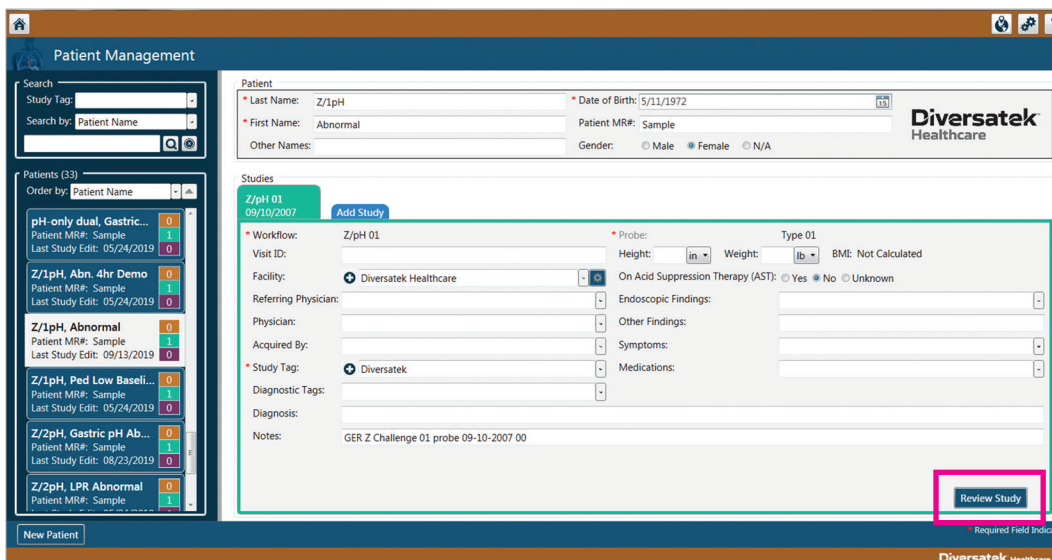 Patient Management
Search
Study Tag:
Search by: Patient Name
Patients (33)
Order by: Patient Name
pH-only dual, Gastric... 0
Patient MR#: Sample 1
Last Study Edit: 05/24/2019 0
Z/1pH, Abn. 4hr Demo 0
Patient MR#: Sample 1
Last Study Edit: 05/24/2019 0
Z/1pH, Abnormal 0
Patient MR#: Sample 1
Last Study Edit: 09/13/2019 0
Z/1pH, Ped Low Baseli... 0
Patient MR#: Sample 1
Last Study Edit: 05/24/2019 0
Z/2pH, Gastric pH Ab... 0
Patient MR#: Sample 1
Last Study Edit: 08/23/2019 0
Z/2pH, LPR Abnormal 0
Patient MR#: Sample 1
New Patient
Patient
* Last Name: Z/1pH * Date of Birth: 5/11/1972 15
* First Name: Abnormal Patient MR#: Sample
Other Names: Gender: Male Female N/A
Diversatek
Healthcare
Studies
Z/pH 01
09/10/2007
Add Study
* Workflow: Z/pH 01 * Probe: Type 01
Visit ID: Height: in Weight: lb BMI: Not Calculated
Facility: Diversatek Healthcare On Acid Suppression Therapy (AST): Yes No Unknown
Referring Physician: Endoscopic Findings:
Physician: Other Findings:
Acquired By: Symptoms:
* Study Tag: Diversatek Medications:
Diagnostic Tags:
Diagnosis:
Notes: GER Z Challenge 01 probe 09-10-2007 00
Review Study
* Required Field Indica
Diversatek Healthcare